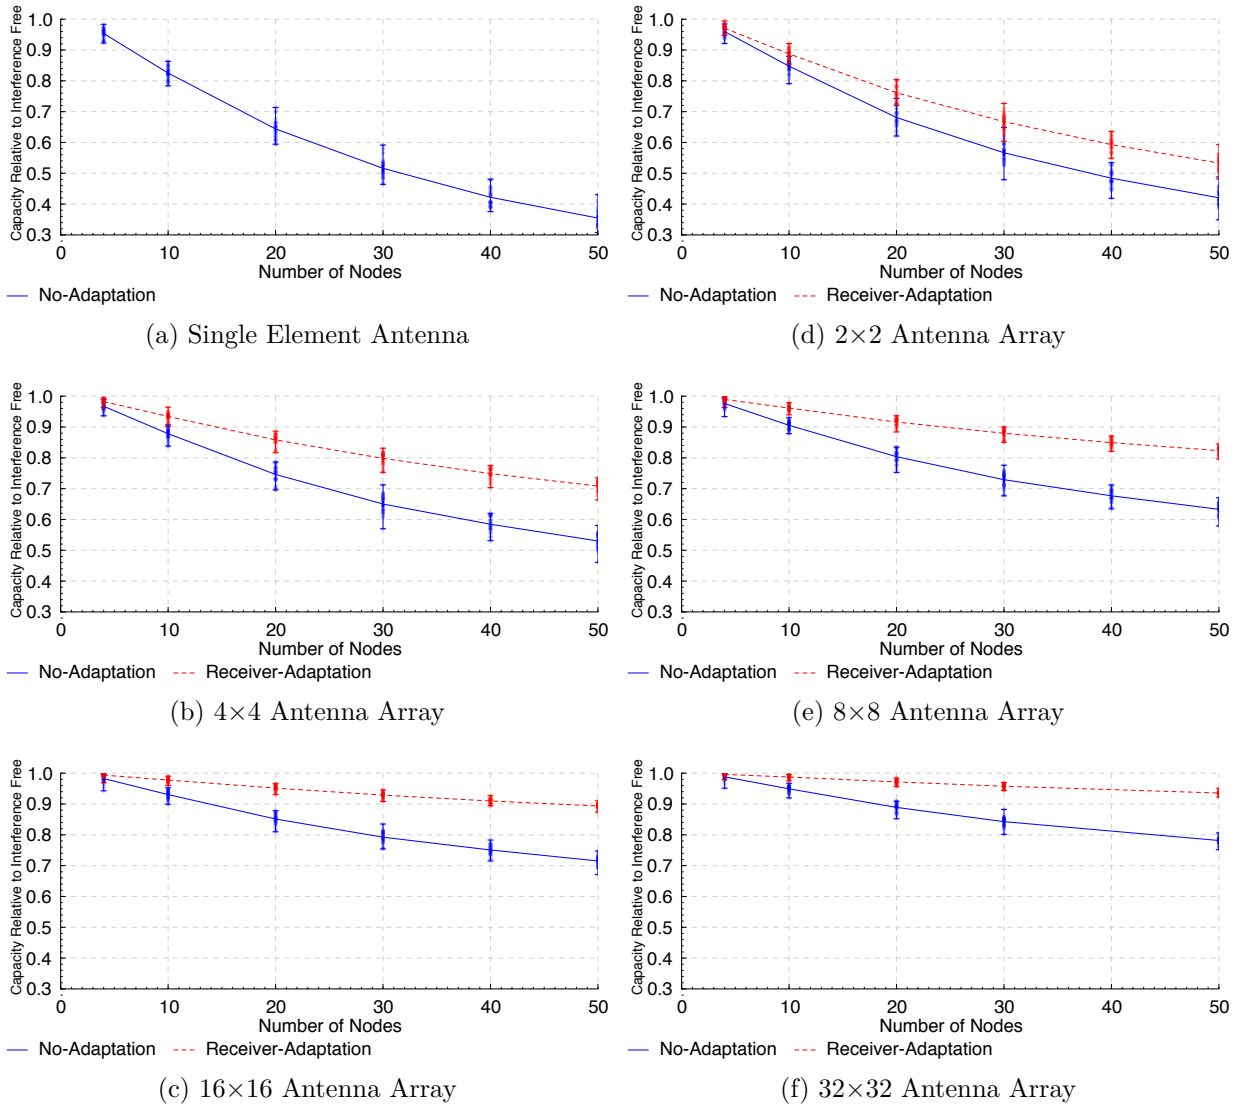 Capacity Relative to Interference Free
1.0
0.9
0.8
0.7
0.6
0.5
0.4
0.3
0 10 20 30 40 50
Number of Nodes
No-Adaptation
(a) Single Element Antenna
Capacity Relative to Interference Free
1.0
0.9
0.8
0.7
0.6
0.5
0.4
0.3
0 10 20 30 40 50
Number of Nodes
No-Adaptation Receiver-Adaptation
(d) 2×2 Antenna Array
Capacity Relative to Interference Free
1.0
0.9
0.8
0.7
0.6
0.5
0.4
0.3
0 10 20 30 40 50
Number of Nodes
No-Adaptation Receiver-Adaptation
(b) 4×4 Antenna Array
Capacity Relative to Interference Free
1.0
0.9
0.8
0.7
0.6
0.5
0.4
0.3
0 10 20 30 40 50
Number of Nodes
No-Adaptation Receiver-Adaptation
(e) 8×8 Antenna Array
Capacity Relative to Interference Free
1.0
0.9
0.8
0.7
0.6
0.5
0.4
0.3
0 10 20 30 40 50
Number of Nodes
No-Adaptation Receiver-Adaptation
(c) 16×16 Antenna Array
Capacity Relative to Interference Free
1.0
0.9
0.8
0.7
0.6
0.5
0.4
0.3
0 10 20 30 40 50
Number of Nodes
No-Adaptation Receiver-Adaptation
(f) 32×32 Antenna Array